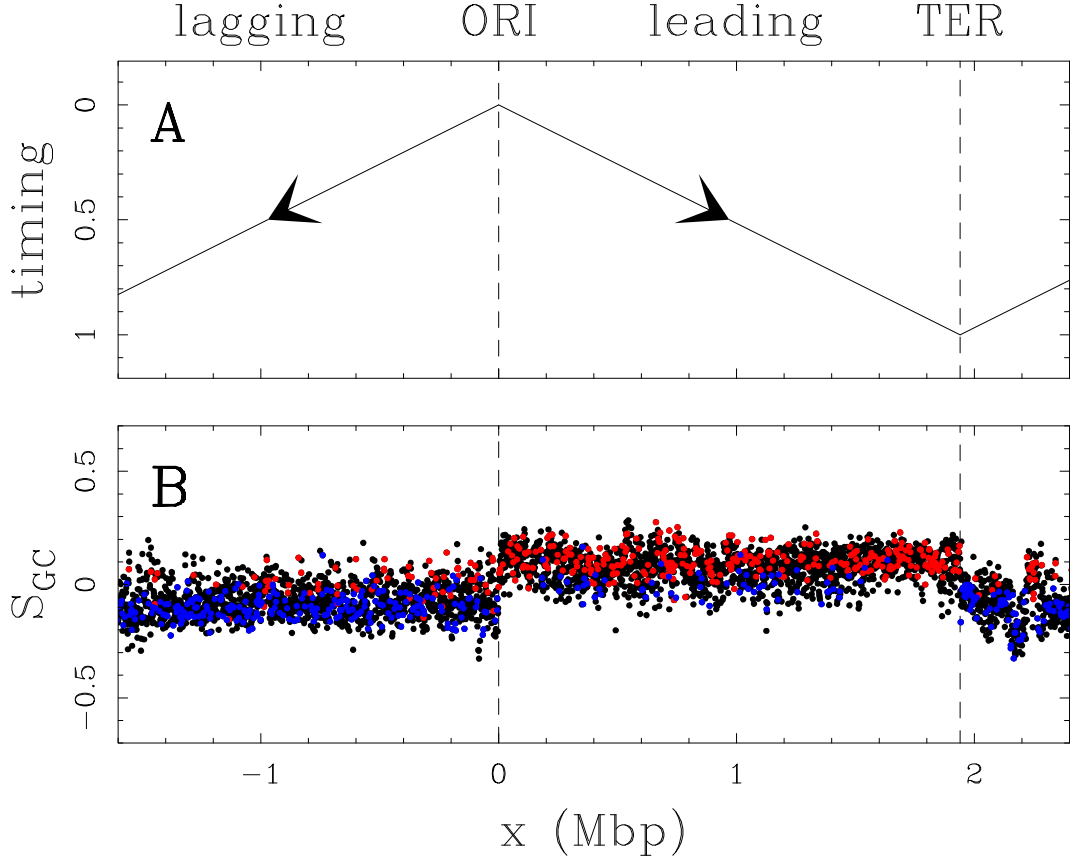 lagging ORI leading TER
A
timing
0
0.5
1
B
S_GC
0.5
0
−0.5
−1 0 1 2
x (Mbp)